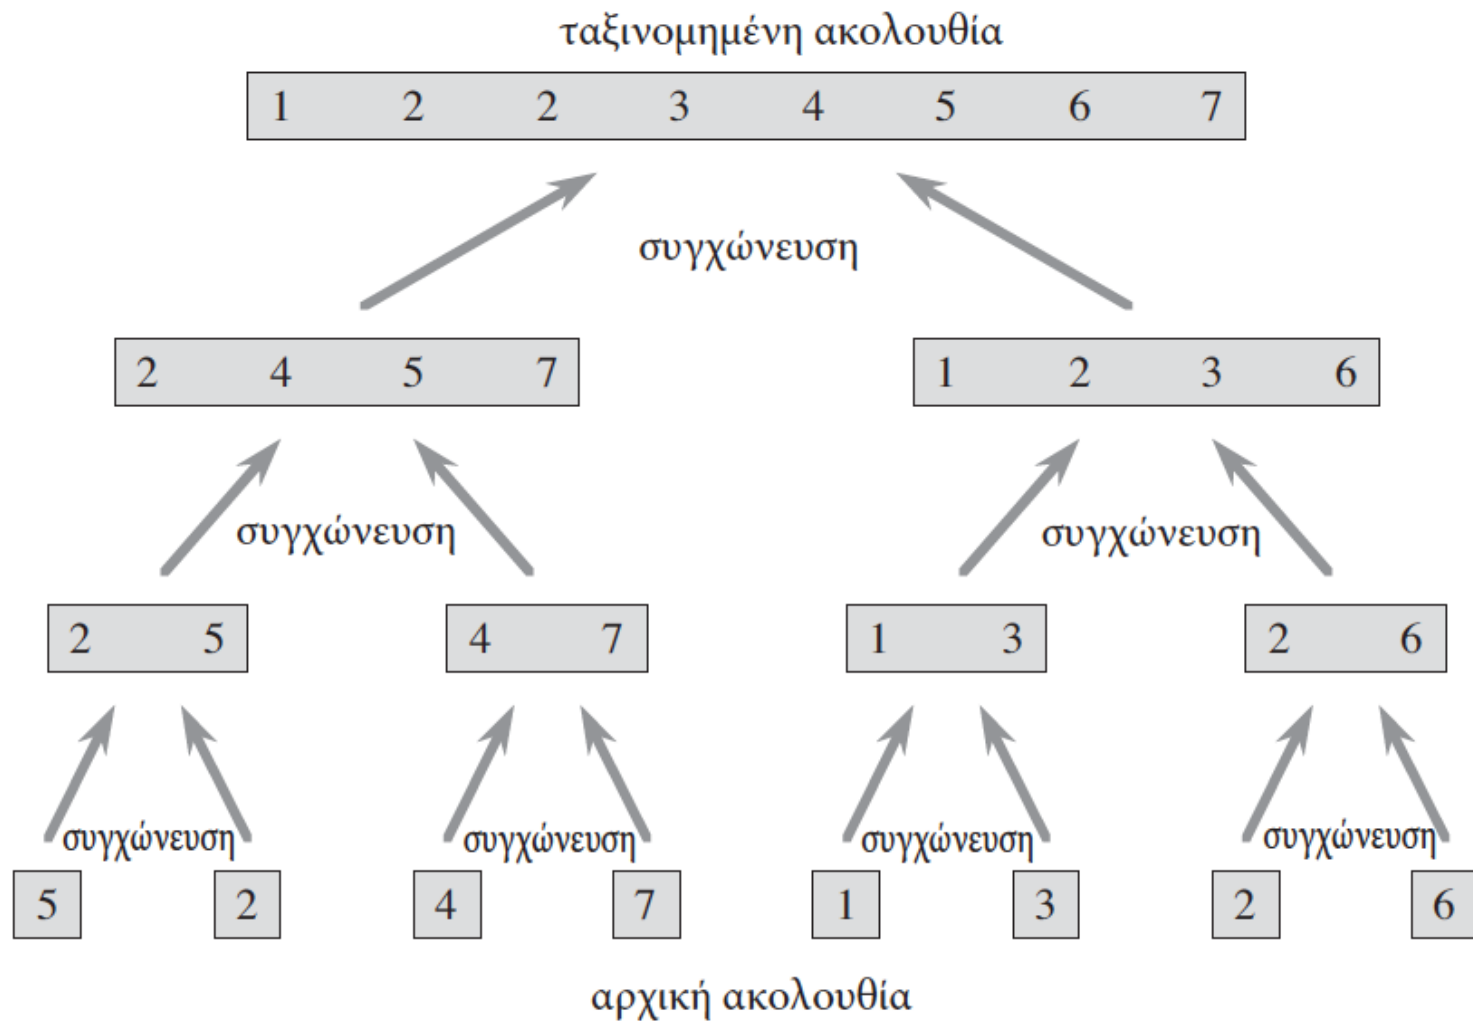 ταξινομημένη ακολουθία
1 2 2 3 4 5 6 7
συγχώνευση
2 4 5 7 1 2 3 6
συγχώνευση συγχώνευση
2 5 4 7 1 3 2 6
συγχώνευση συγχώνευση συγχώνευση συγχώνευση
5 2 4 7 1 3 2 6
αρχική ακολουθία